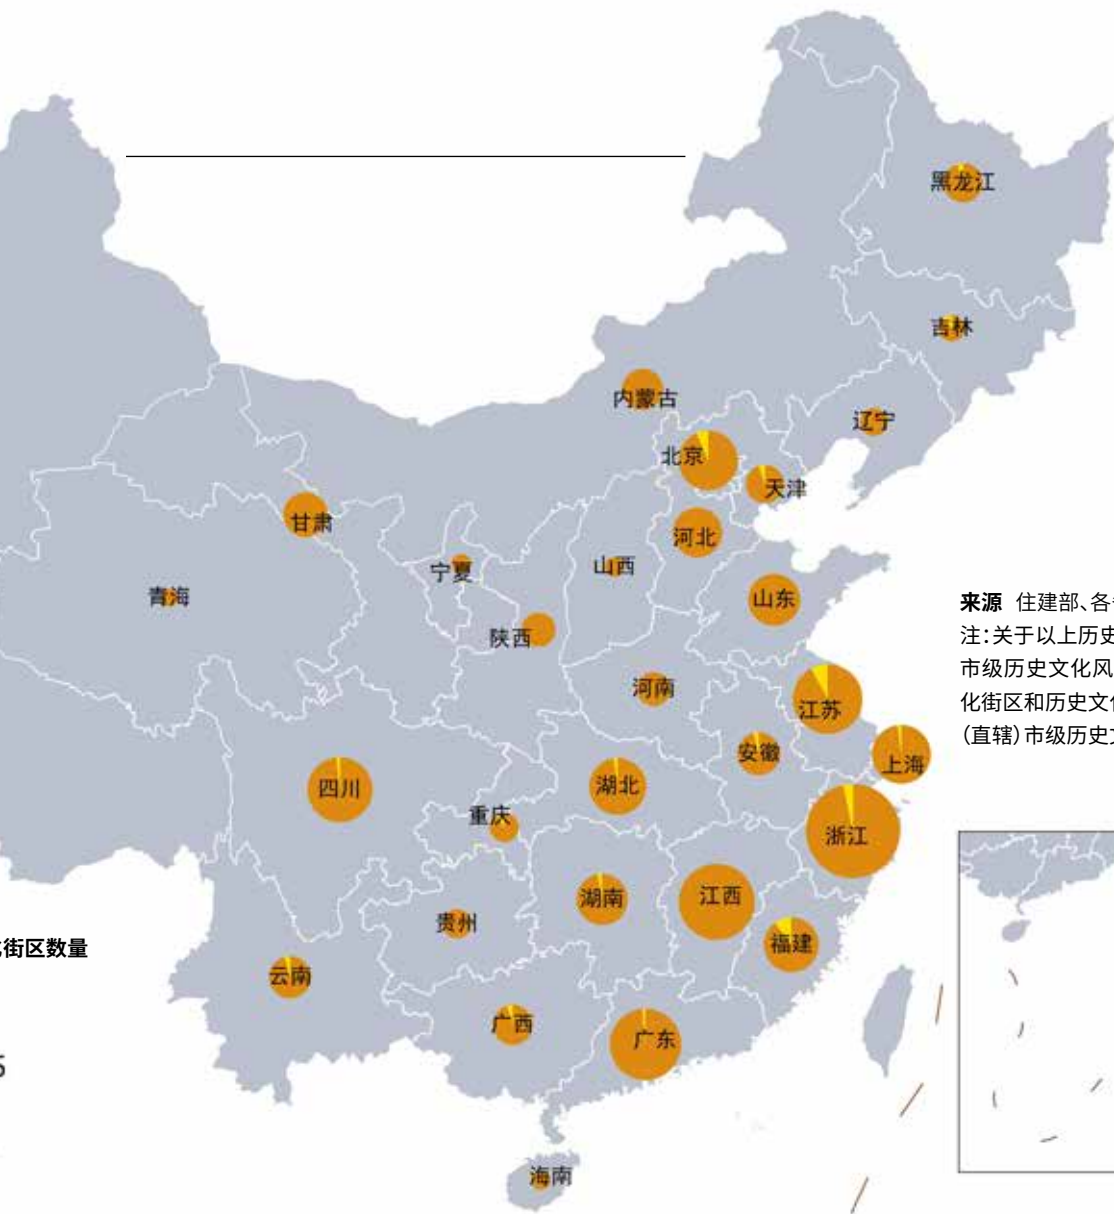 黑龙江
吉林
内蒙古
辽宁
北京
天津
甘肃
河北
宁夏
山西
青海
山东
来源 住建部、各
陕西
注：关于以上历史
市级历史文化风
河南
江苏
化街区和历史文化
（直辖）市级历史文
安徽
上海
四川
湖北
重庆
浙江
湖南
江西
贵州
福建
街区数量
云南
广西
广东
海南